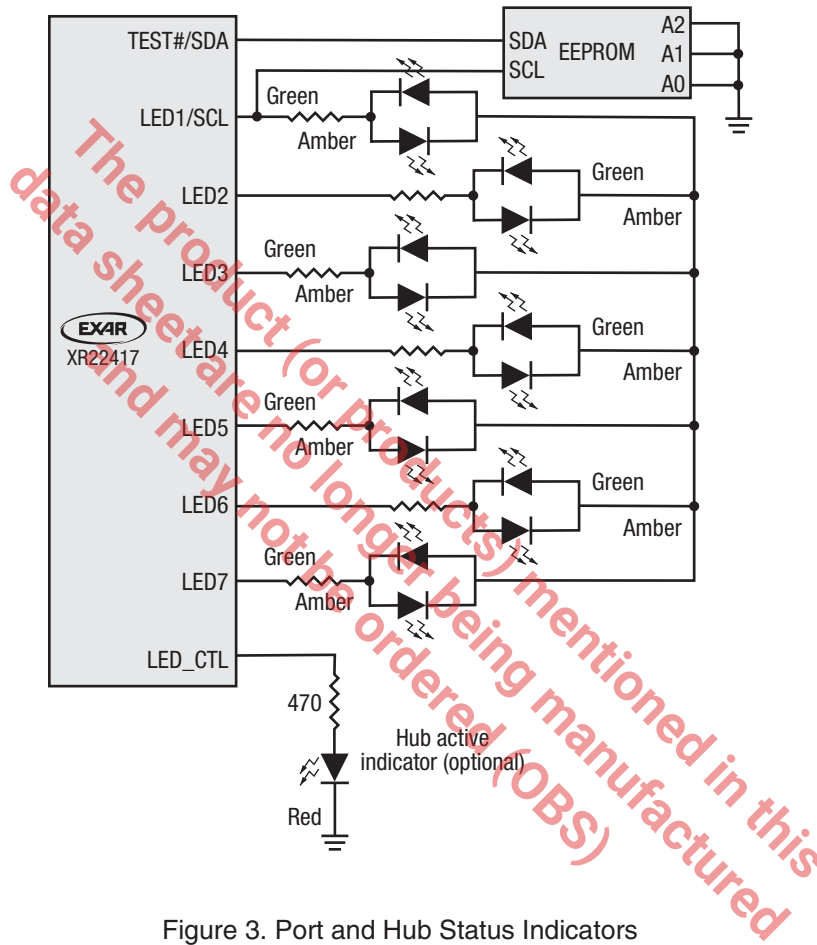 TEST#/SDA
SDA
SCL
EEPROM
A2
A1
A0
LED1/SCL
Green
Amber
LED2
Green
Amber
LED3
Green
Amber
LED4
Green
Amber
LED5
Green
Amber
LED6
Green
Amber
LED7
Green
Amber
EXAR
XR22417
LED_CTL
470
Hub active
indicator (optional)
Red
The product (or products) mentioned in this
data sheet are no longer being manufactured
and may not be ordered (OBS)
Figure 3. Port and Hub Status Indicators